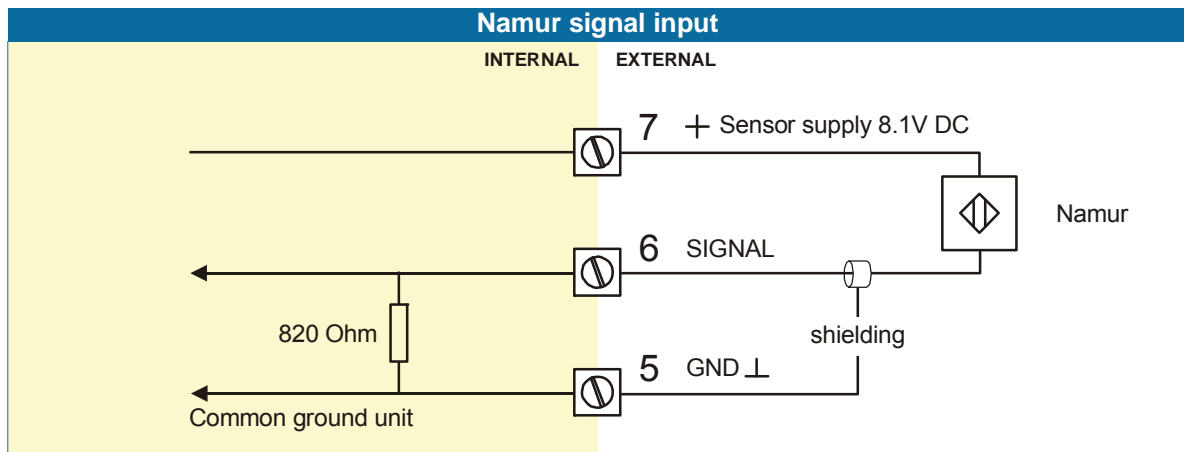 Namur signal input
INTERNAL EXTERNAL
7 + Sensor supply 8.1V DC
Namur
6 SIGNAL
820 Ohm
shielding
5 GND ⊥
Common ground unit